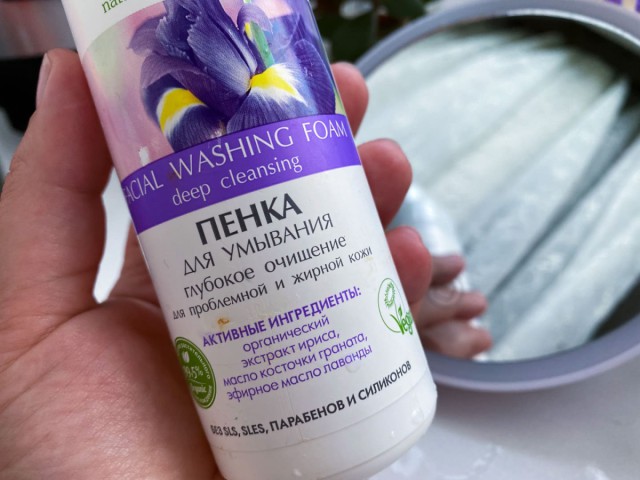 FACIAL WASHING FOAM
deep cleansing
ПЕНКА
ДЛЯ УМЫВАНИЯ
глубокое очищение
для проблемной и жирной кожи
АКТИВНЫЕ ИНГРЕДИЕНТЫ:
органический
экстракт ириса,
масло косточки граната,
эфирное масло лаванды
БЕЗ SLS, SLES, ПАРАБЕНОВ И СИЛИКОНОВ